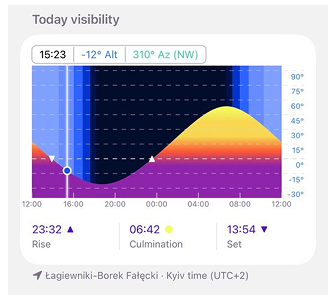 Today visibility
15:23 -12° Alt 310° Az (NW)
90°
75°
60°
45°
30°
15°
0°
-15°
-30°
12:00 16:00 20:00 00:00 04:00 08:00 12:00
23:32 06:42 13:54
Rise Culmination Set
Łagiewniki-Borek Fałęcki · Kyiv time (UTC+2)